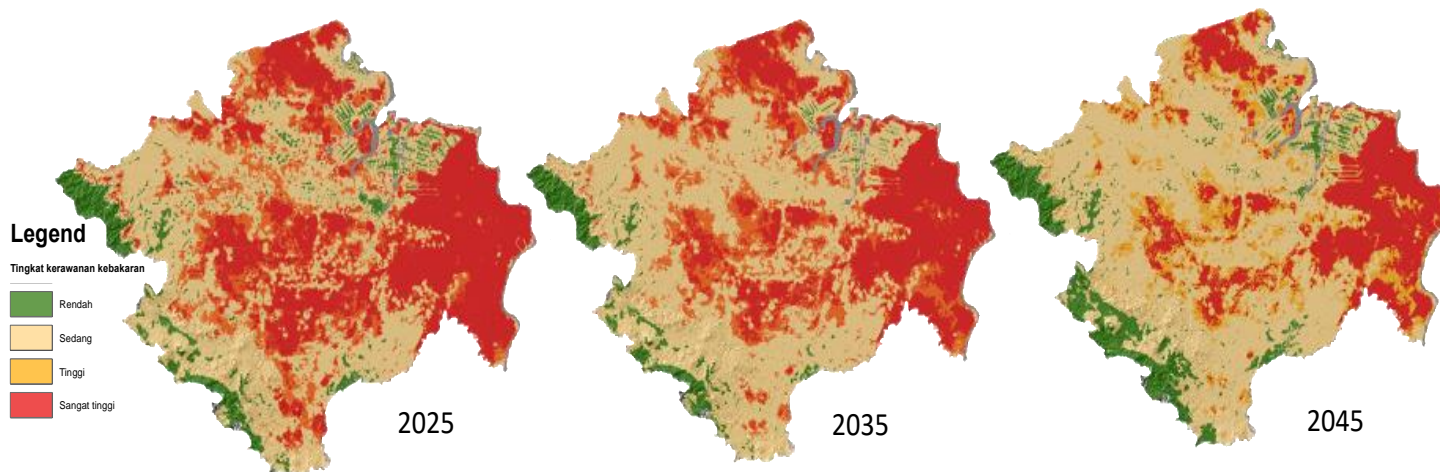 Legend
Tingkat kerawanan kebakaran
Rendah
Sedang
Tinggi
Sangat tinggi
2025
2035
2045